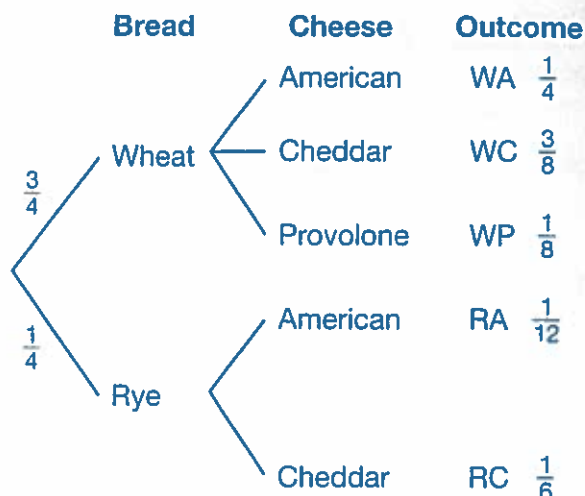 Bread Cheese Outcome
American WA 1/4
Wheat Cheddar WC 3/8
3/4
Provolone WP 1/8
American RA 1/12
1/4
Rye
Cheddar RC 1/6